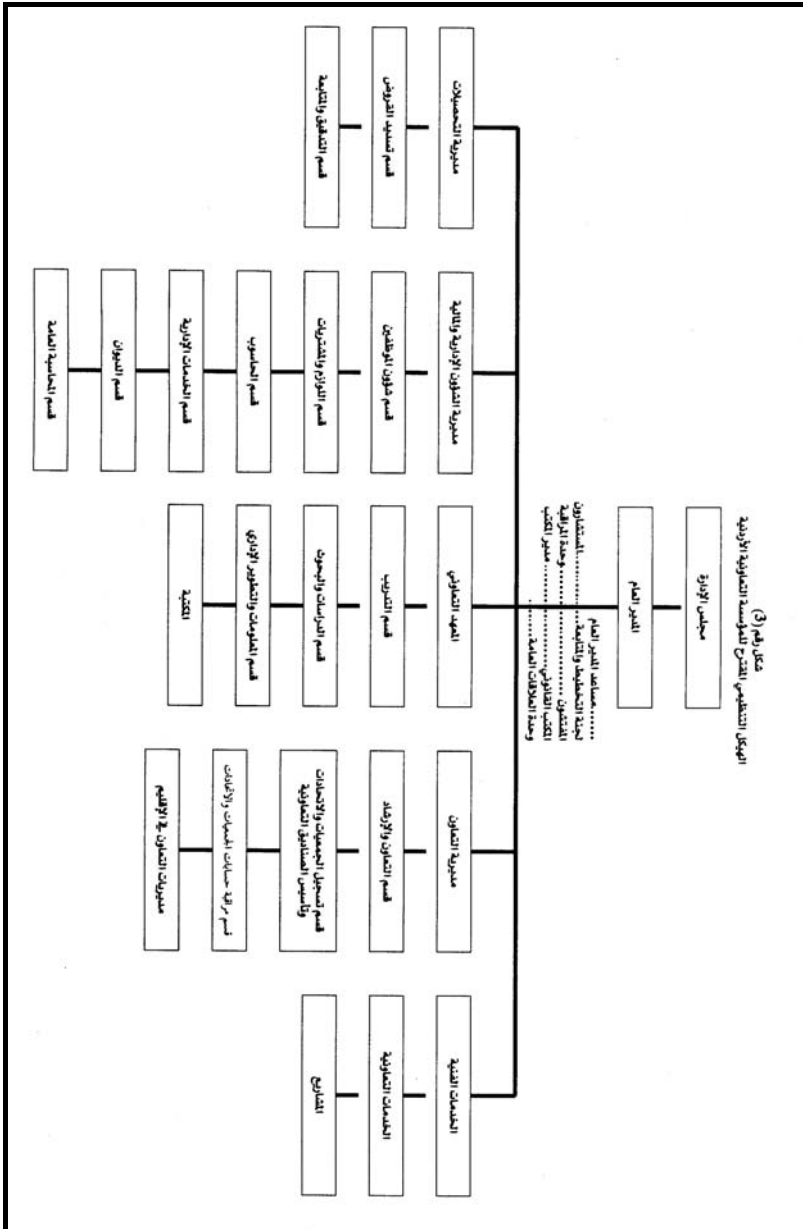 شكل رقم (3)
الهيكل التنظيمي المقترح للمؤسسة التعاونية الأردنية
مجلس الإدارة
المدير العام
مساعد المدير العام.......
لجنة التخطيط والمتابعة..............المستشارون
المفتشون .................. وحدة المراقبة
المكتب القانوني.................. مدير المكتب
وحدة العلاقات العامة.........
الخدمات الفنية
الخدمات التعاونية
المشاريع
مديرية التعاون
قسم التعاون والإرشاد
قسم تسجيل الجمعيات والاتحادات
وتأسيس الصناديق التعاونية
قسم مراقبة حسابات الجمعيات والاتحادات
مديريات التعاون في الإقليم
المعهد التعاوني
قسم التدريب
قسم الدراسات والبحوث
قسم المعلومات والتطوير الإداري
المكتبة
مديرية الشؤون الإدارية والمالية
قسم شؤون الموظفين
قسم اللوازم والمشتريات
قسم الحاسوب
قسم الخدمات الإدارية
قسم الديوان
قسم المحاسبة العامة
مديرية التحصيلات
قسم تسديد القروض
قسم التدقيق والمتابعة